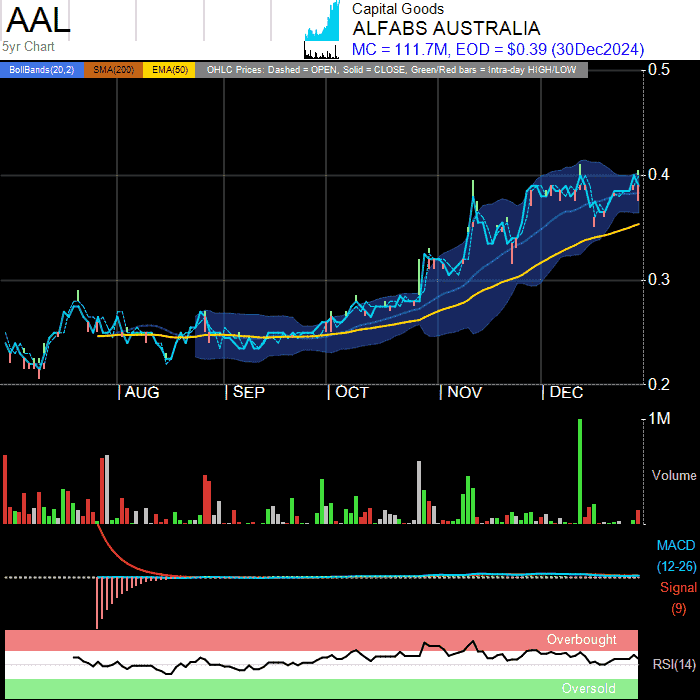 AAL
5yr Chart
Capital Goods
ALFABS AUSTRALIA
MC = 111.7M, EOD = $0.39 (30Dec2024)
BollBands(20,2) SMA(200) EMA(50) OHLC Prices: Dashed = OPEN, Solid = CLOSE, Green/Red bars = Intra-day HIGH/LOW
0.5
0.4
0.3
0.2
AUG SEP OCT NOV DEC
1M
Volume
MACD
(12-26)
Signal
(9)
Overbought
RSI(14)
Oversold